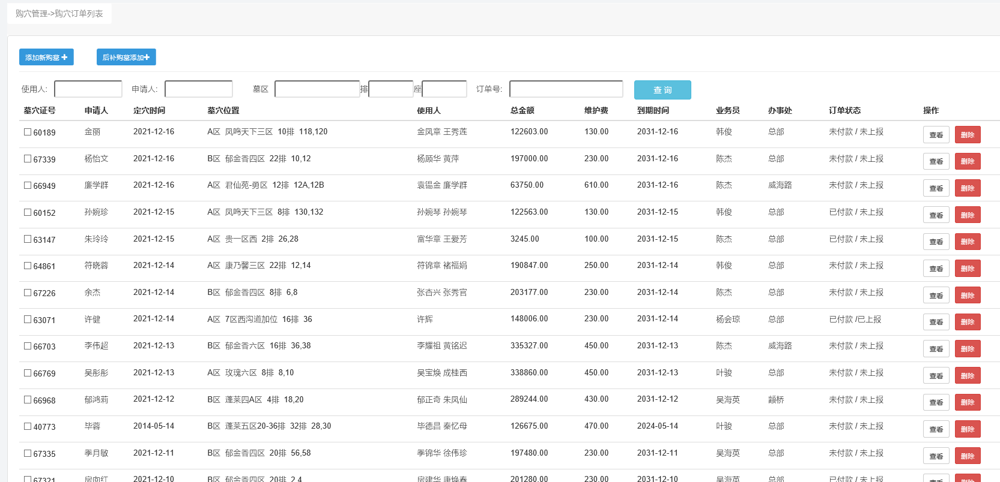 购穴管理->购穴订单列表
添加新购墓 后补购墓添加
使用人: 申请人: 墓区 排 座 订单号: 查 询
墓穴证号 申请人 定穴时间 墓穴位置 使用人 总金额 维护费 到期时间 业务员 办事处 订单状态 操作
60189 金丽 2021-12-16 A区 凤鸣天下三区 10排 118,120 金凤章 王秀莲 122603.00 130.00 2031-12-16 韩俊 总部 未付款 / 未上报 查看 删除
67339 杨怡文 2021-12-16 B区 郁金香四区 22排 10,12 杨顾华 黄萍 197000.00 230.00 2031-12-16 陈杰 总部 未付款 / 未上报 查看 删除
66949 廉学群 2021-12-16 A区 君仙苑-勇区 12排 12A,12B 袁锡金 廉学群 63750.00 610.00 2031-12-16 陈杰 威海路 未付款 / 未上报 查看 删除
60152 孙婉珍 2021-12-15 A区 凤鸣天下三区 8排 130,132 孙婉琴 孙婉琴 122563.00 130.00 2031-12-15 韩俊 总部 已付款 / 未上报 查看 删除
63147 朱玲玲 2021-12-15 A区 贵一区西 2排 26,28 富华章 王爱芳 3245.00 100.00 2031-12-15 陈杰 总部 已付款 / 未上报 查看 删除
64861 符晓蓉 2021-12-14 A区 康乃馨三区 22排 12,14 符锦章 褚福娟 190847.00 250.00 2031-12-14 韩俊 总部 未付款 / 未上报 查看 删除
67226 余杰 2021-12-14 B区 郁金香四区 8排 6,8 张杏兴 张秀官 203177.00 230.00 2031-12-14 陈杰 总部 未付款 / 未上报 查看 删除
63071 许健 2021-12-14 A区 7区西沟道加位 16排 36 许辉 148006.00 230.00 2031-12-14 杨会琼 总部 已付款 /已上报 查看 删除
66703 李伟超 2021-12-13 B区 郁金香六区 16排 36,38 李耀祖 黄铭迟 335327.00 450.00 2031-12-13 陈杰 威海路 未付款 / 未上报 查看 删除
66769 吴彤彤 2021-12-13 A区 玫瑰六区 8排 8,10 吴宝焕 成桂西 338860.00 450.00 2031-12-13 叶骏 总部 未付款 / 未上报 查看 删除
66968 郁鸿莉 2021-12-12 B区 蓬莱四A区 4排 18,20 郁正奇 朱凤仙 289244.00 430.00 2031-12-12 吴海英 颛桥 未付款 / 未上报 查看 删除
40773 毕蓉 2014-05-14 B区 蓬莱五区20-36排 32排 28,30 毕德昌 秦忆母 126675.00 470.00 2024-05-14 叶骏 总部 未付款 / 未上报 查看 删除
67335 季月敏 2021-12-11 B区 郁金香四区 20排 56,58 季锦华 徐伟珍 197480.00 230.00 2031-12-11 吴海英 总部 未付款 / 未上报 查看 删除
67321 房向红 2021-12-10 B区 郁金香四区 20排 2,4 房建华 唐焕春 201280.00 230.00 2031-12-10 吴海英 总部 已付款 / 未上报 查看 删除